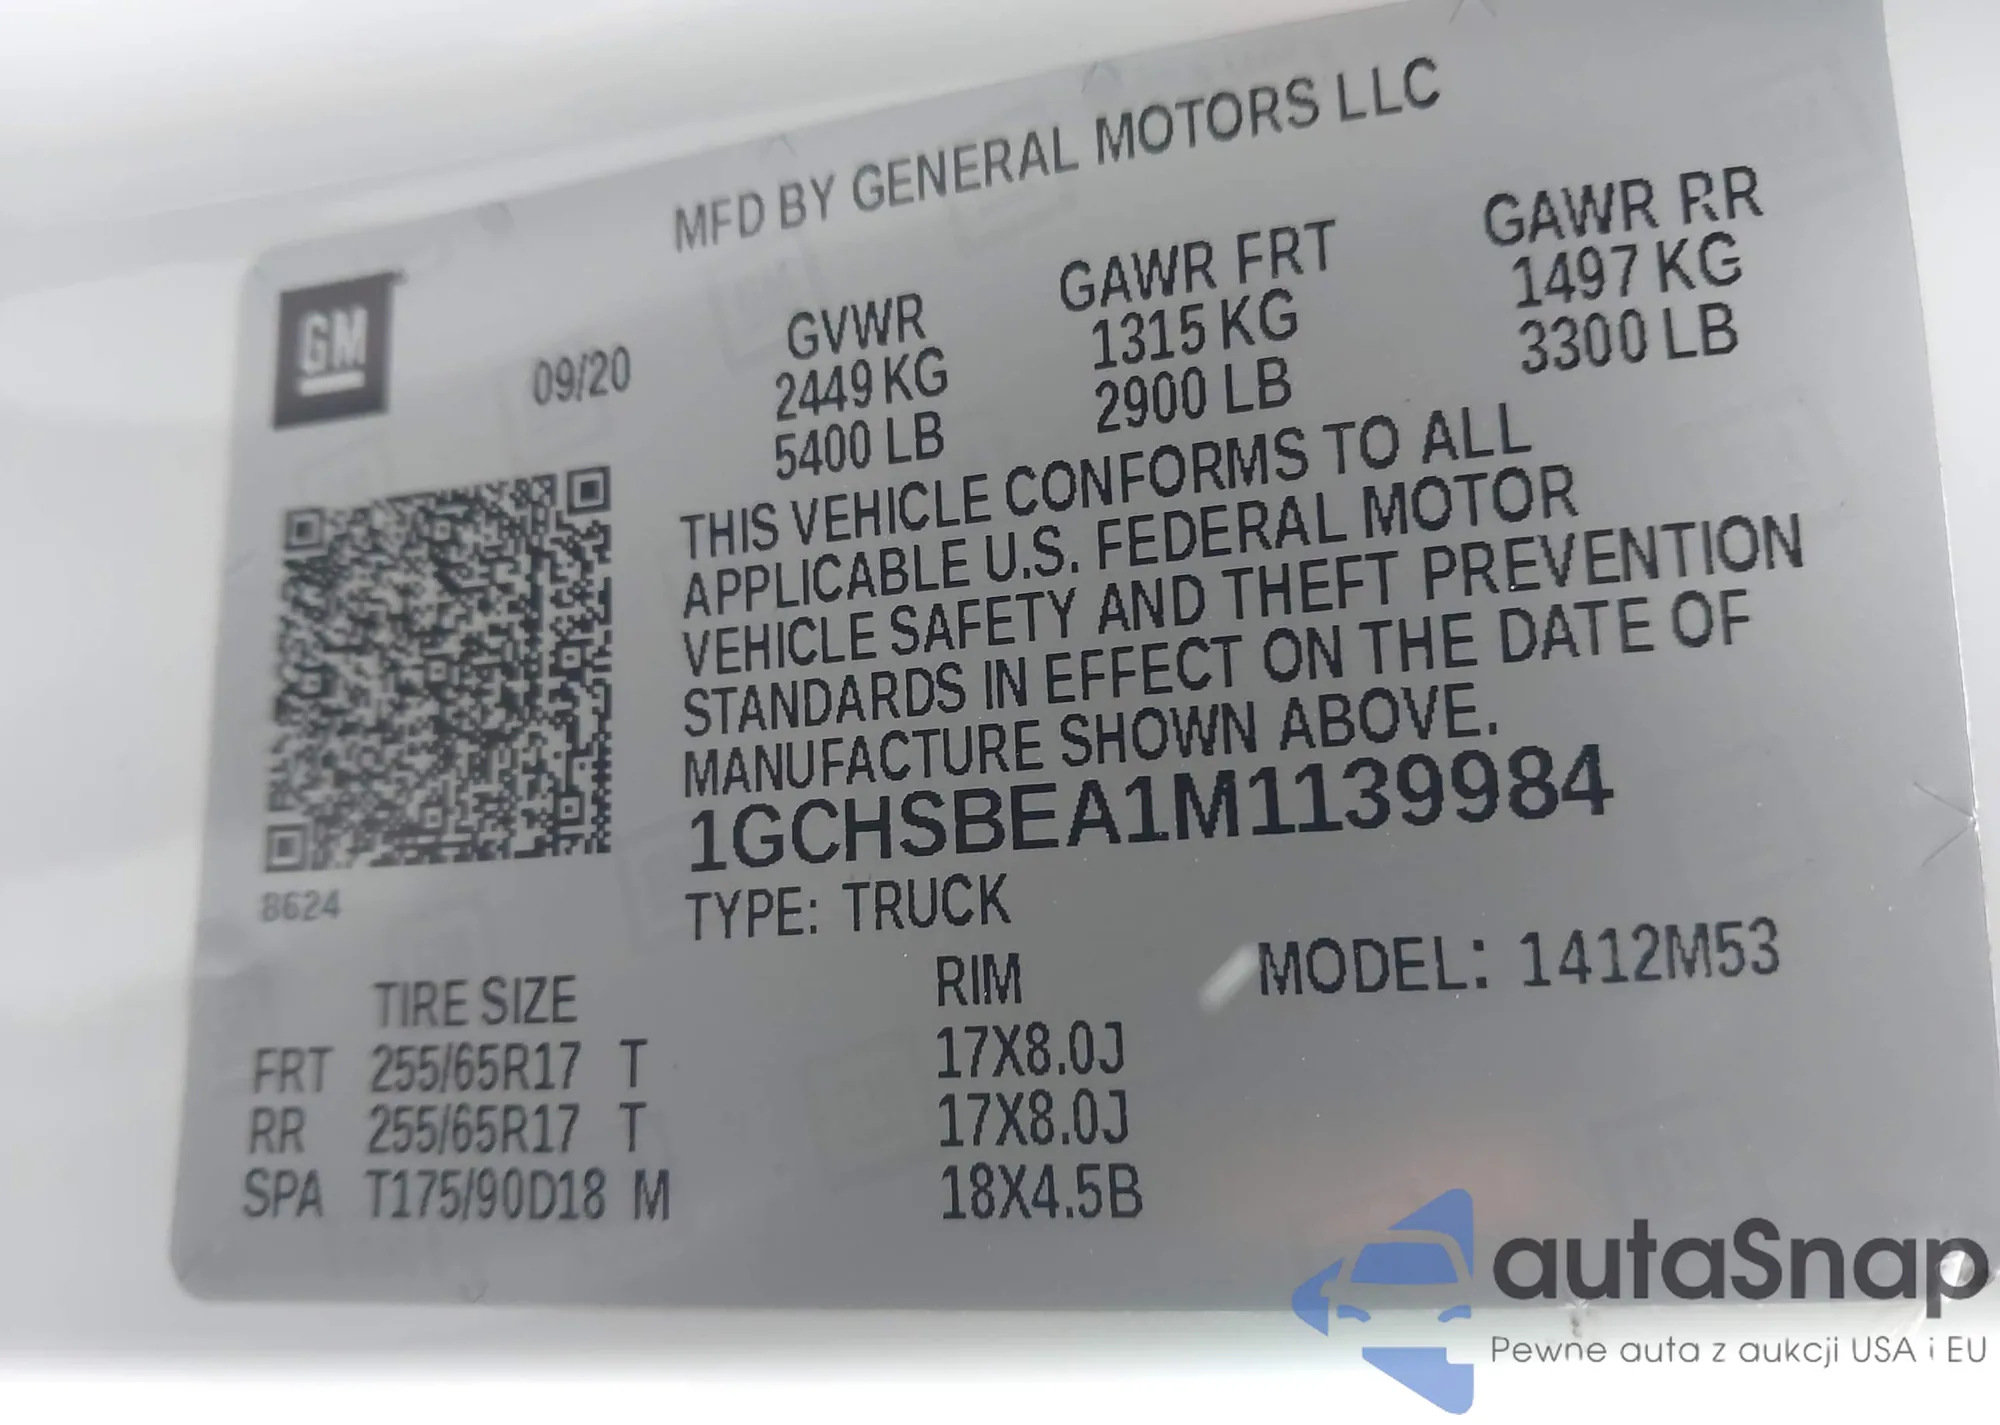 MFD BY GENERAL MOTORS LLC
GM
09/20
GVWR
2449 KG
5400 LB
GAWR FRT
1315 KG
2900 LB
GAWR RR
1497 KG
3300 LB
THIS VEHICLE CONFORMS TO ALL
APPLICABLE U.S. FEDERAL MOTOR
VEHICLE SAFETY AND THEFT PREVENTION
STANDARDS IN EFFECT ON THE DATE OF
MANUFACTURE SHOWN ABOVE.
1GCHSBEA1M1139984
8624
TYPE: TRUCK
MODEL: 1412M53
TIRE SIZE RIM
FRT 255/65R17 T 17X8.0J
RR 255/65R17 T 17X8.0J
SPA T175/90D18 M 18X4.5B
autaSnap
Pewne auta z aukcji USA i EU